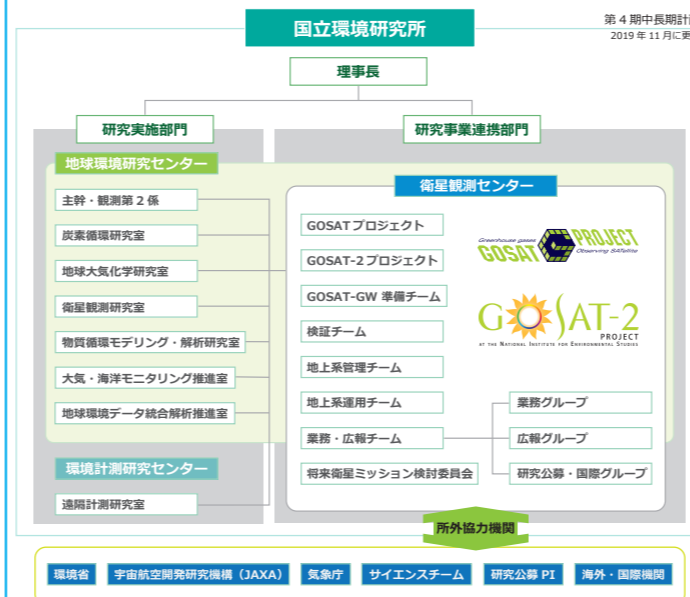 国立環境研究所
第 4 期中長期計
2019 年 11 月に更
理事長
研究実施部門
研究事業連携部門
地球環境研究センター
主幹・観測第 2 係
炭素循環研究室
地球大気化学研究室
衛星観測研究室
物質循環モデリング・解析研究室
大気・海洋モニタリング推進室
地球環境データ統合解析推進室
環境計測研究センター
遠隔計測研究室
衛星観測センター
GOSATプロジェクト
GOSAT-2プロジェクト
GOSAT-GW 準備チーム
検証チーム
地上系管理チーム
地上系運用チーム
業務・広報チーム
将来衛星ミッション検討委員会
Greenhouse gases
GOSAT PROJECT
Observing SATellite
GOSAT-2
PROJECT
AT THE NATIONAL INSTITUTE FOR ENVIRONMENTAL STUDIES
業務グループ
広報グループ
研究公募・国際グループ
所外協力機関
環境省 宇宙航空開発研究機構（JAXA） 気象庁 サイエンスチーム 研究公募 PI 海外・国際機関